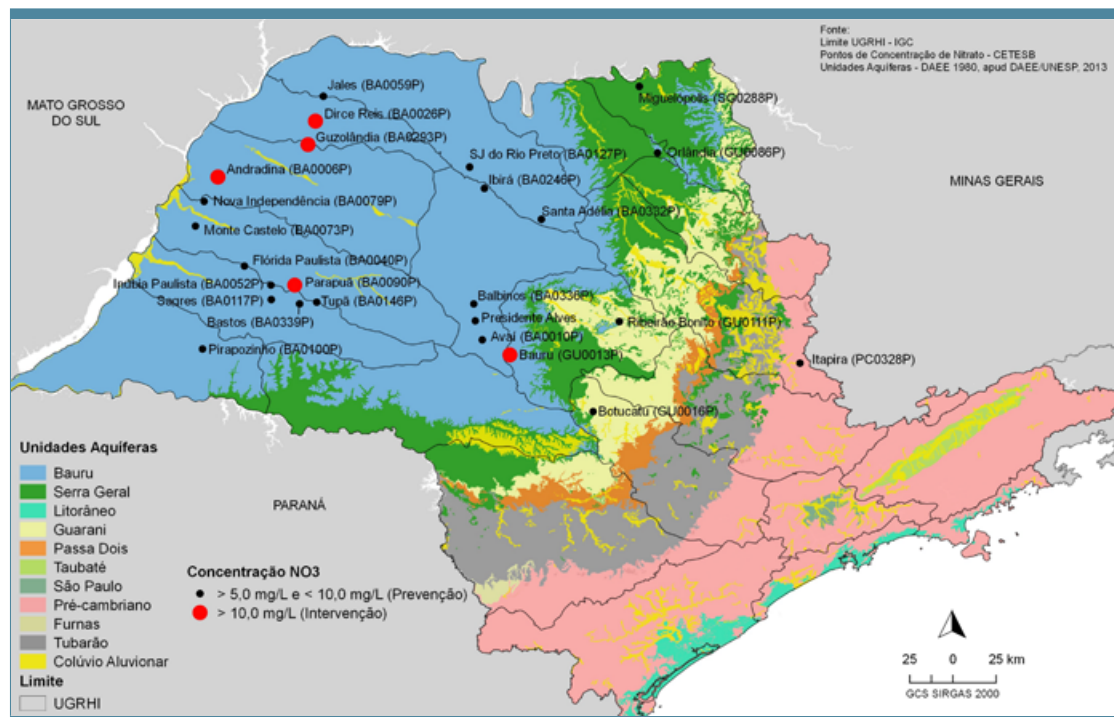 Fonte:
Limite UGRHI - IGC
Pontos de Concentração de Nitrato - CETESB
Unidades Aquíferas - DAEE 1980, apud DAEE/UNESP, 2013
MATO GROSSO
DO SUL
Jales (BA0059P)
Dirce Reis (BA0026P)
Guzolândia (BA0293P)
Andradina (BA0006P)
Nova Independência (BA0079P)
Monte Castelo (BA0073P)
Flórida Paulista (BA0040P)
Inúbia Paulista (BA0052P)
Parapuã (BA0090P)
Sagres (BA0117P)
Tupã (BA0146P)
Bastos (BA0339P)
Pirapozinho (BA0100P)
SJ do Rio Preto (BA0127P)
Ibirá (BA0246P)
Santa Adélia (BA0332P)
Balbinos (BA0336P)
Presidente Alves
Avaí (BA0010P)
Bauru (GU0013P)
Miguelópolis (SG0288P)
Orlândia (GU0086P)
Ribeirão Bonito (GU0111P)
Botucatu (GU0016P)
Itapira (PC0328P)
MINAS GERAIS
PARANÁ
Unidades Aquíferas
Bauru
Serra Geral
Litorâneo
Guarani
Passa Dois
Taubaté
São Paulo
Pré-cambriano
Furnas
Tubarão
Colúvio Aluvionar
Limite
UGRHI
Concentração NO3
> 5,0 mg/L e < 10,0 mg/L (Prevenção)
> 10,0 mg/L (Intervenção)
25 0 25 km
GCS SIRGAS 2000